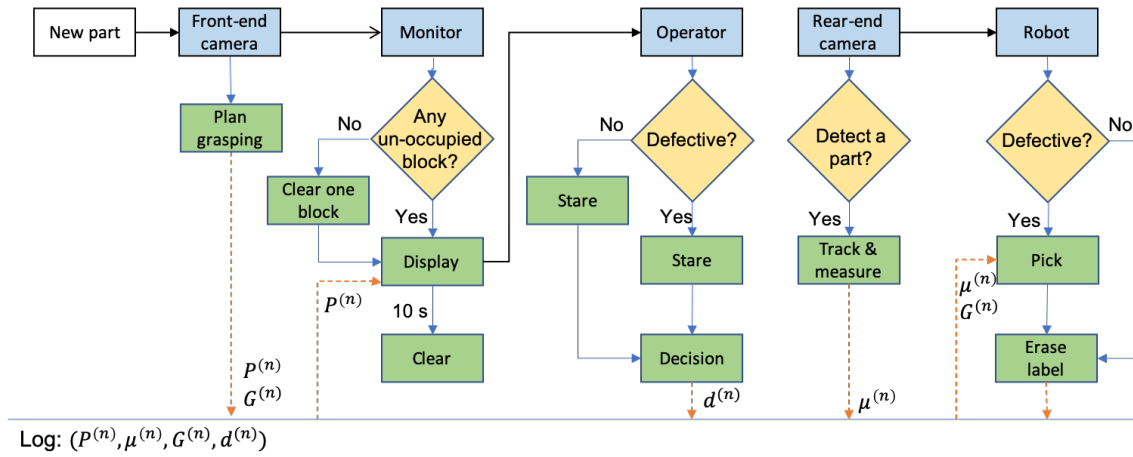 New part
Front-end
camera
Monitor
Operator
Rear-end
camera
Robot
Plan
grasping
No
Any
un-occupied
block?
Clear one
block
Yes
Display
10 s
Clear
No
Defective?
Stare
Yes
Stare
Decision
Detect a
part?
Yes
Track &
measure
Defective?
No
Yes
Pick
Erase
label
P^{(n)}
G^{(n)}
P^{(n)}
d^{(n)}
μ^{(n)}
μ^{(n)}
G^{(n)}
Log: (P^{(n)}, μ^{(n)}, G^{(n)}, d^{(n)})